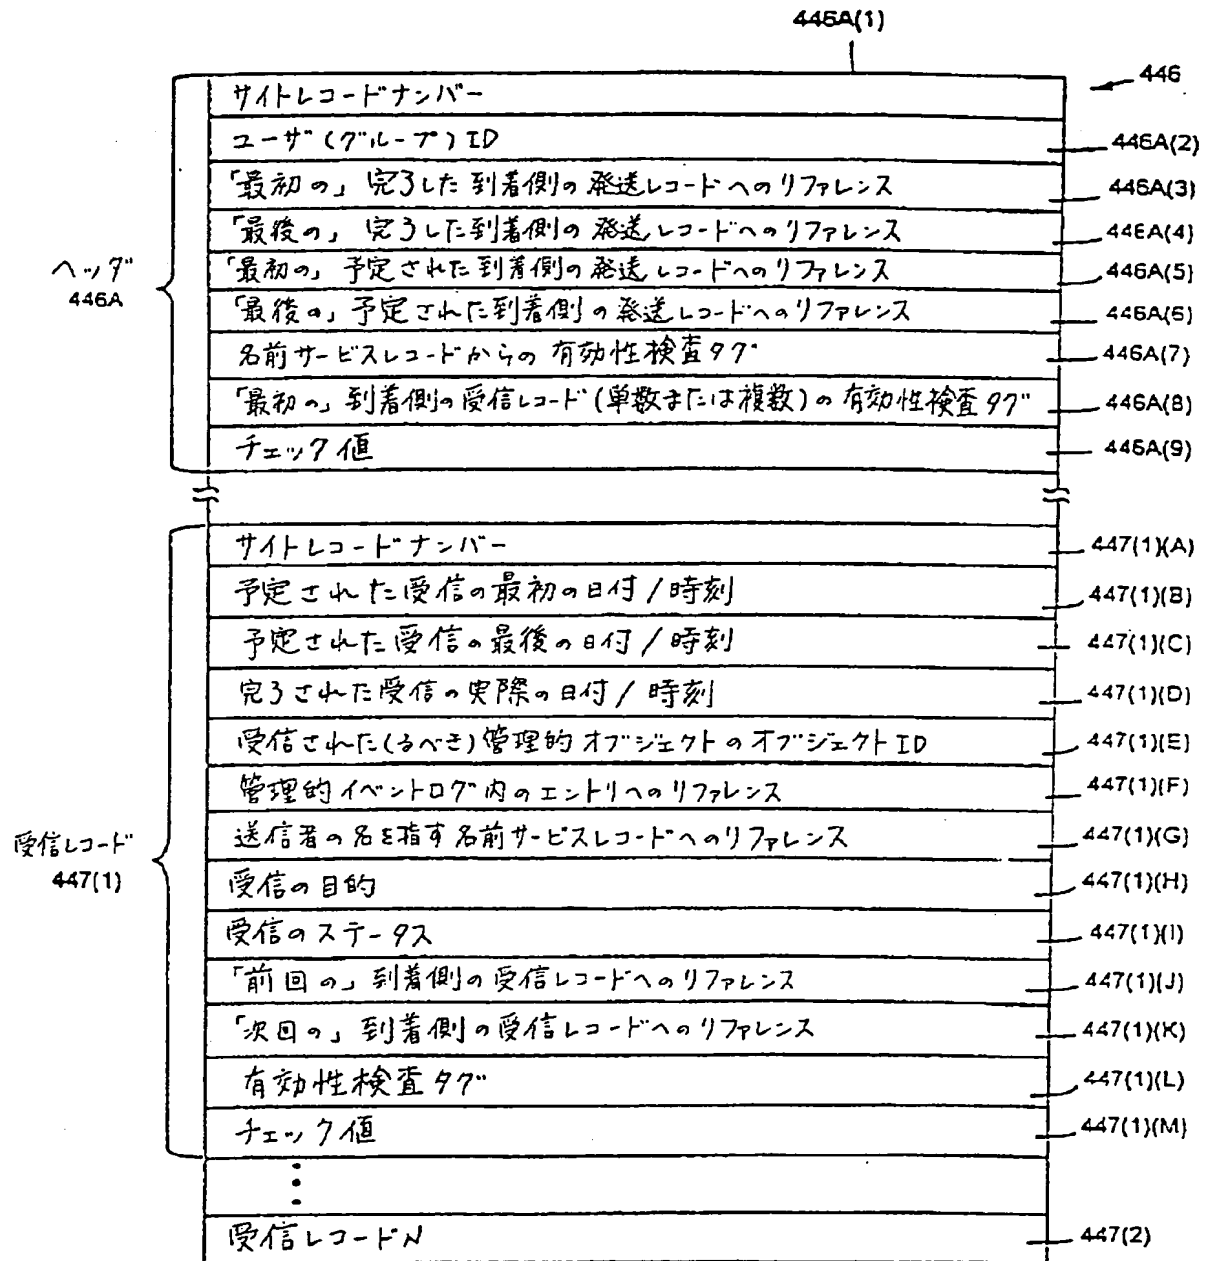 446A(1)
446
サイトレコードナンバー
ユーザ(グループ)ID
446A(2)
「最初の」完了した到着側の発送レコードへのリファレンス
446A(3)
「最後の」完了した到着側の発送レコードへのリファレンス
446A(4)
「最初の」予定された到着側の発送レコードへのリファレンス
446A(5)
「最後の」予定された到着側の発送レコードへのリファレンス
446A(6)
名前サービスレコードからの有効性検査タグ
446A(7)
「最初の」到着側の受信レコード(単数または複数)の有効性検査タグ
446A(8)
チェック値
446A(9)
ヘッダ
446A
サイトレコードナンバー
447(1)(A)
予定された受信の最初の日付/時刻
447(1)(B)
予定された受信の最後の日付/時刻
447(1)(C)
完了された受信の実際の日付/時刻
447(1)(D)
受信された(るべき)管理的オブジェクトのオブジェクトID
447(1)(E)
管理的イベントログ内のエントリへのリファレンス
447(1)(F)
送信者の名を指す名前サービスレコードへのリファレンス
447(1)(G)
受信の目的
447(1)(H)
受信のステータス
447(1)(I)
「前回の」到着側の受信レコードへのリファレンス
447(1)(J)
「次回の」到着側の受信レコードへのリファレンス
447(1)(K)
有効性検査タグ
447(1)(L)
チェック値
447(1)(M)
受信レコード
447(1)
受信レコードN
447(2)